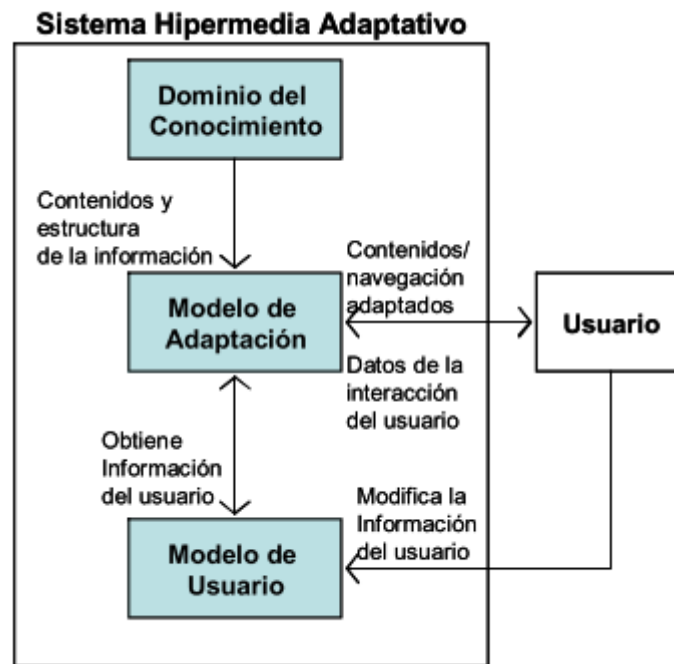 Sistema Hipermedia Adaptativo
Dominio del
Conocimiento
Contenidos y
estructura
de la información
Contenidos/
navegación
adaptados
Modelo de
Adaptación
Usuario
Datos de la
interacción
del usuario
Obtiene
Información
del usuario
Modifica la
Información
del usuario
Modelo de
Usuario